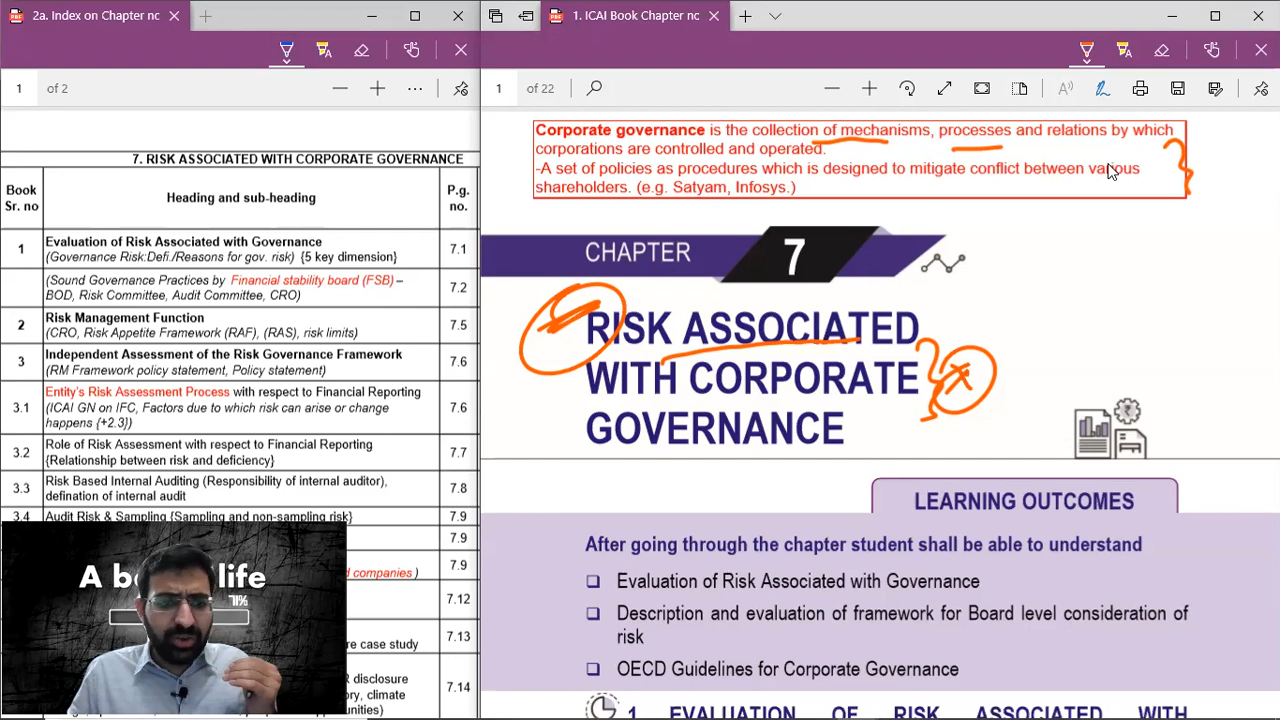 2a. Index on Chapter no
1 of 2
7. RISK ASSOCIATED WITH CORPORATE GOVERNANCE
Book Sr. no
Heading and sub-heading
P.g. no.
1 Evaluation of Risk Associated with Governance 7.1
(Governance Risk:Defi./Reasons for gov. risk) {5 key dimension}
(Sound Governance Practices by Financial stability board (FSB) – 7.2
BOD, Risk Committee, Audit Committee, CRO)
2 Risk Management Function 7.5
(CRO, Risk Appetite Framework (RAF), (RAS), risk limits)
3 Independent Assessment of the Risk Governance Framework 7.6
(RM Framework policy statement, Policy statement)
3.1 Entity's Risk Assessment Process with respect to Financial Reporting 7.6
(ICAI GN on IFC, Factors due to which risk can arise or change
happens {+2.3})
3.2 Role of Risk Assessment with respect to Financial Reporting 7.7
{Relationship between risk and deficiency}
3.3 Risk Based Internal Auditing (Responsibility of internal auditor), 7.8
defination of internal audit
3.4 Audit Risk & Sampling {Sampling and non-sampling risk} 7.9
7.9
companies ) 7.9
7.12
re case study 7.13
R disclosure
ry, climate 7.14
unities)
life
71%
1. ICAI Book Chapter no
1 of 22
Corporate governance is the collection of mechanisms, processes and relations by which
corporations are controlled and operated.
-A set of policies as procedures which is designed to mitigate conflict between various
shareholders. (e.g. Satyam, Infosys.)
CHAPTER 7
RISK ASSOCIATED
WITH CORPORATE
GOVERNANCE
LEARNING OUTCOMES
After going through the chapter student shall be able to understand
Evaluation of Risk Associated with Governance
Description and evaluation of framework for Board level consideration of
risk
OECD Guidelines for Corporate Governance
1 EVALUATION OF RISK ASSOCIATED WITH